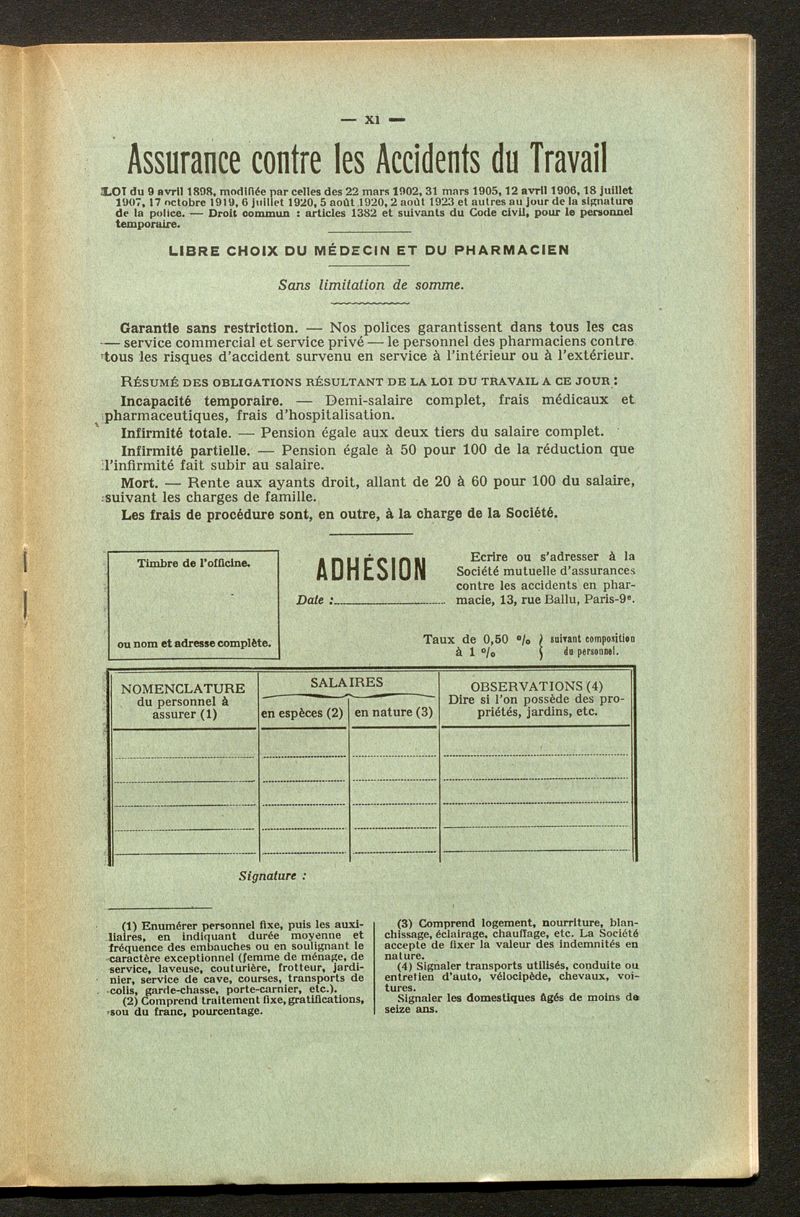 — XI —
Assurance contre les Accidents du Travail
LOI du 9 avril 1898, modifiée par celles des 22 mars 1902, 31 mars 1905, 12 avril 1906, 18 juillet
1907, 17 octobre 1919, 6 juillet 1920, 5 août 1920, 2 août 1923 et autres au jour de la signature
de la police. — Droit commun : articles 1382 et suivants du Code civil, pour le personnel
temporaire.
LIBRE CHOIX DU MÉDECIN ET DU PHARMACIEN
Sans limitation de somme.
Garantie sans restriction. — Nos polices garantissent dans tous les cas
— service commercial et service privé — le personnel des pharmaciens contre
tous les risques d'accident survenu en service à l'intérieur ou à l'extérieur.
RÉSUMÉ DES OBLIGATIONS RÉSULTANT DE LA LOI DU TRAVAIL A CE JOUR :
Incapacité temporaire. — Demi-salaire complet, frais médicaux et
pharmaceutiques, frais d'hospitalisation.
Infirmité totale. — Pension égale aux deux tiers du salaire complet.
Infirmité partielle. — Pension égale à 50 pour 100 de la réduction que
l'infirmité fait subir au salaire.
Mort. — Rente aux ayants droit, allant de 20 à 60 pour 100 du salaire,
suivant les charges de famille.
Les frais de procédure sont, en outre, à la charge de la Société.
Timbre de l'officine.
ou nom et adresse complète.
ADHÉSION
Date :
Ecrire ou s'adresser à la
Société mutuelle d'assurances
contre les accidents en phar-
macie, 13, rue Ballu, Paris-9e.
Taux de 0,50 % } suivant composition
à 1 % } du personnel.
NOMENCLATURE
du personnel à
assurer (1)
SALAIRES
en espèces (2)
en nature (3)
OBSERVATIONS (4)
Dire si l'on possède des pro-
priétés, jardins, etc.
Signature :
(1) Enumérer personnel fixe, puis les auxi-
liaires, en indiquant durée moyenne et
fréquence des embauches ou en soulignant le
caractère exceptionnel (femme de ménage, de
service, laveuse, couturière, frotteur, jardi-
nier, service de cave, courses, transports de
colis, garde-chasse, porte-carnier, etc.).
(2) Comprend traitement fixe, gratifications,
sou du franc, pourcentage.
(3) Comprend logement, nourriture, blan-
chissage, éclairage, chauffage, etc. La Société
accepte de fixer la valeur des indemnités en
nature.
(4) Signaler transports utilisés, conduite ou
entretien d'auto, vélocipède, chevaux, voi-
tures.
Signaler les domestiques âgés de moins de
seize ans.